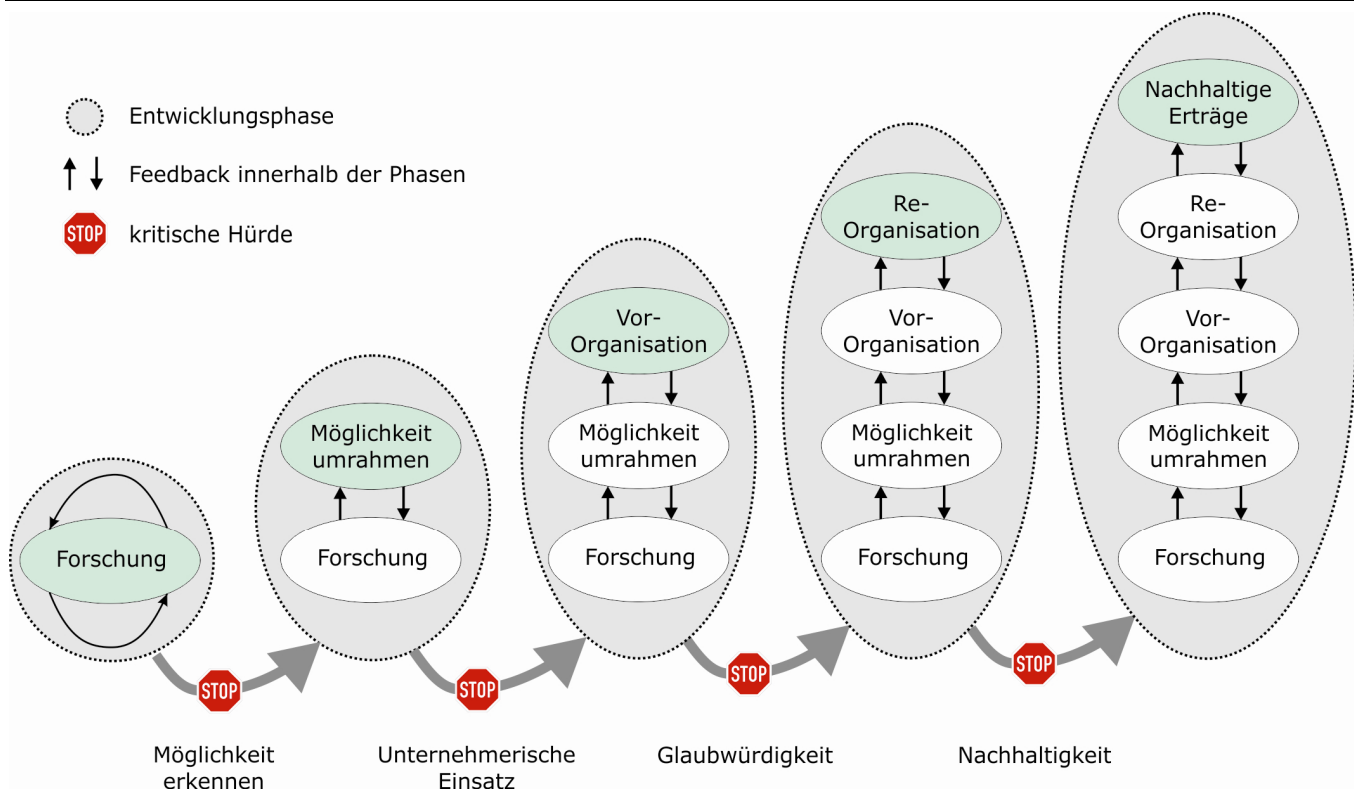 Entwicklungsphase
Feedback innerhalb der Phasen
STOP
kritische Hürde
Forschung
Möglichkeit
umrahmen
Forschung
Vor-
Organisation
Möglichkeit
umrahmen
Forschung
Re-
Organisation
Vor-
Organisation
Möglichkeit
umrahmen
Forschung
Nachhaltige
Erträge
Re-
Organisation
Vor-
Organisation
Möglichkeit
umrahmen
Forschung
STOP
STOP
STOP
STOP
Möglichkeit
erkennen
Unternehmerische
Einsatz
Glaubwürdigkeit
Nachhaltigkeit